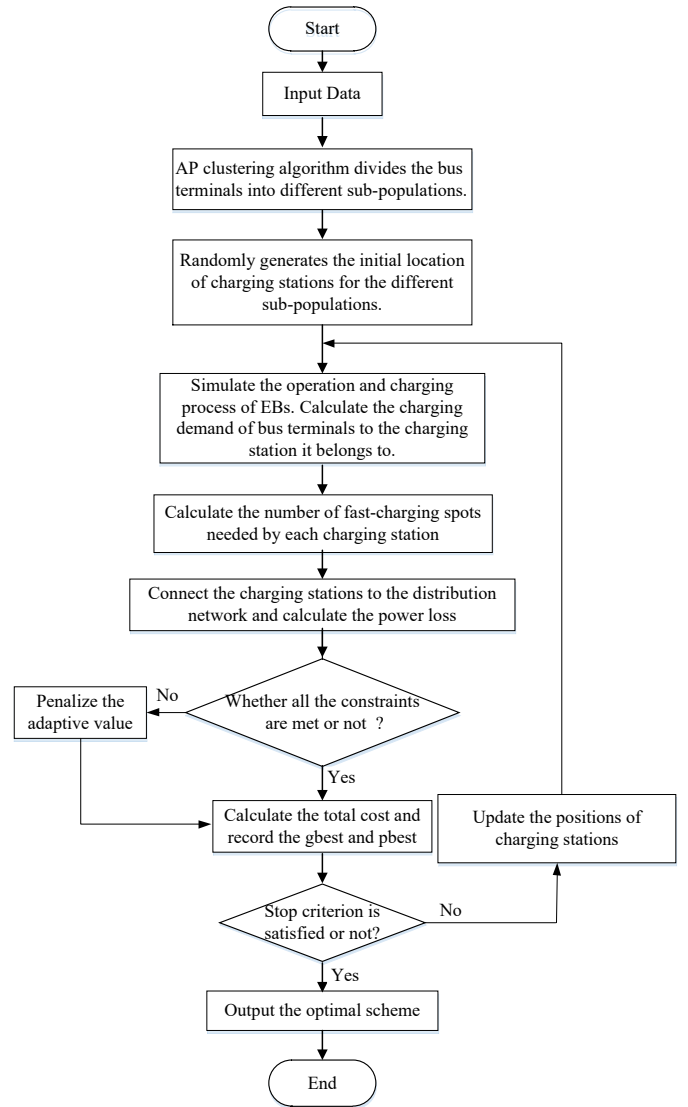 Start
Input Data
AP clustering algorithm divides the bus
terminals into different sub-populations.
Randomly generates the initial location
of charging stations for the different
sub-populations.
Simulate the operation and charging
process of EBs. Calculate the charging
demand of bus terminals to the charging
station it belongs to.
Calculate the number of fast-charging spots
needed by each charging station
Connect the charging stations to the distribution
network and calculate the power loss
Whether all the constraints
are met or not ?
No
Penalize the
adaptive value
Yes
Calculate the total cost and
record the gbest and pbest
Update the positions of
charging stations
Stop criterion is
satisfied or not?
No
Yes
Output the optimal scheme
End